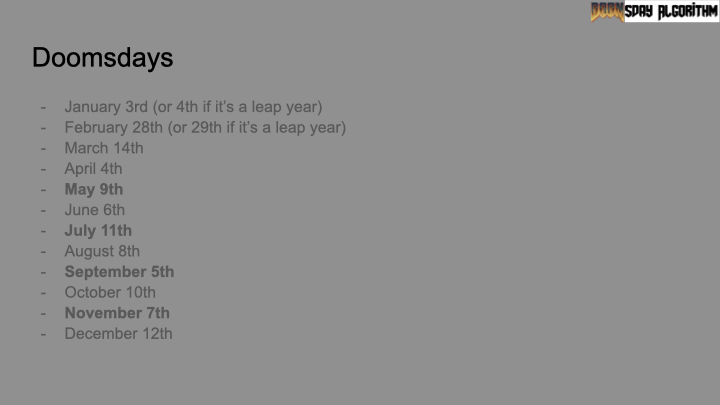 DOOMSDAY ALGORITHM
Doomsdays
- January 3rd (or 4th if it's a leap year)
- February 28th (or 29th if it's a leap year)
- March 14th
- April 4th
- May 9th
- June 6th
- July 11th
- August 8th
- September 5th
- October 10th
- November 7th
- December 12th